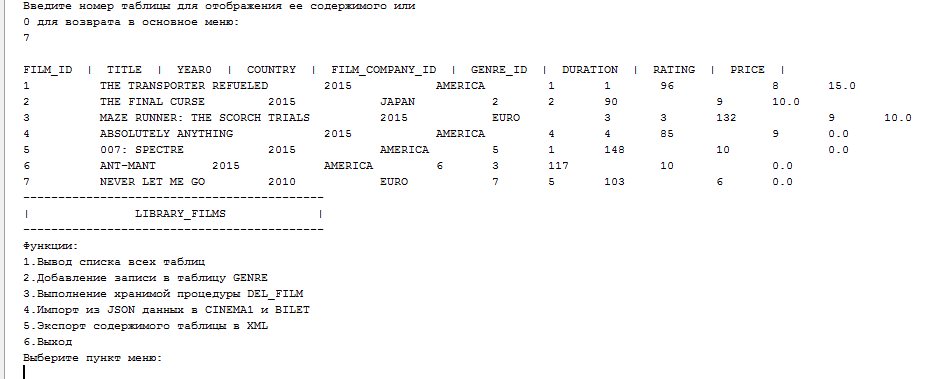 Введите номер таблицы для отображения ее содержимого или
0 для возврата в основное меню:
7
FILM_ID | TITLE | YEAR0 | COUNTRY | FILM_COMPANY_ID | GENRE_ID | DURATION | RATING | PRICE |
1 THE TRANSPORTER REFUELED 2015 AMERICA 1 1 96 8 15.0
2 THE FINAL CURSE 2015 JAPAN 2 2 90 9 10.0
3 MAZE RUNNER: THE SCORCH TRIALS 2015 EURO 3 3 132 9 10.0
4 ABSOLUTELY ANYTHING 2015 AMERICA 4 4 85 9 0.0
5 007: SPECTRE 2015 AMERICA 5 1 148 10 0.0
6 ANT-MANT 2015 AMERICA 6 3 117 10 0.0
7 NEVER LET ME GO 2010 EURO 7 5 103 6 0.0
-------------------------------------------
| LIBRARY_FILMS |
-------------------------------------------
Функции:
1.Вывод списка всех таблиц
2.Добавление записи в таблицу GENRE
3.Выполнение хранимой процедуры DEL_FILM
4.Импорт из JSON данных в CINEMA1 и BILET
5.Экспорт содержимого таблицы в XML
6.Выход
Выберите пункт меню: